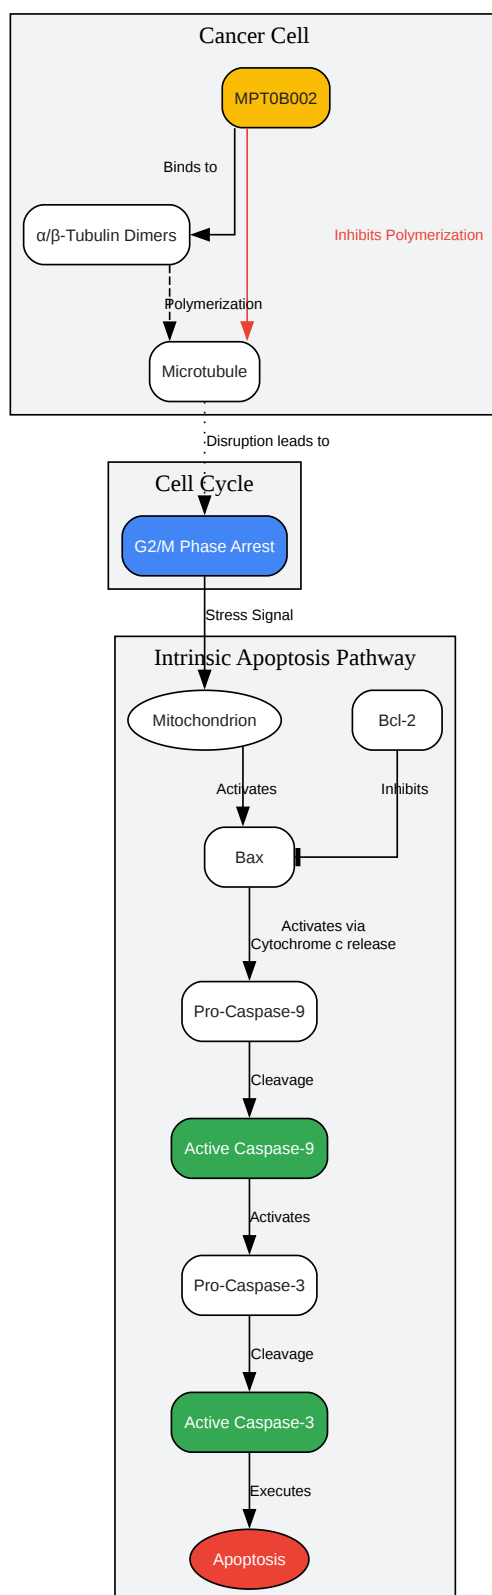 Cancer Cell
MPT0B002
Binds to
α/β-Tubulin Dimers
Inhibits Polymerization
Polymerization
Microtubule
Disruption leads to
Cell Cycle
G2/M Phase Arrest
Stress Signal
Intrinsic Apoptosis Pathway
Mitochondrion
Bcl-2
Activates
Inhibits
Bax
Activates via
Cytochrome c release
Pro-Caspase-9
Cleavage
Active Caspase-9
Activates
Pro-Caspase-3
Cleavage
Active Caspase-3
Executes
Apoptosis